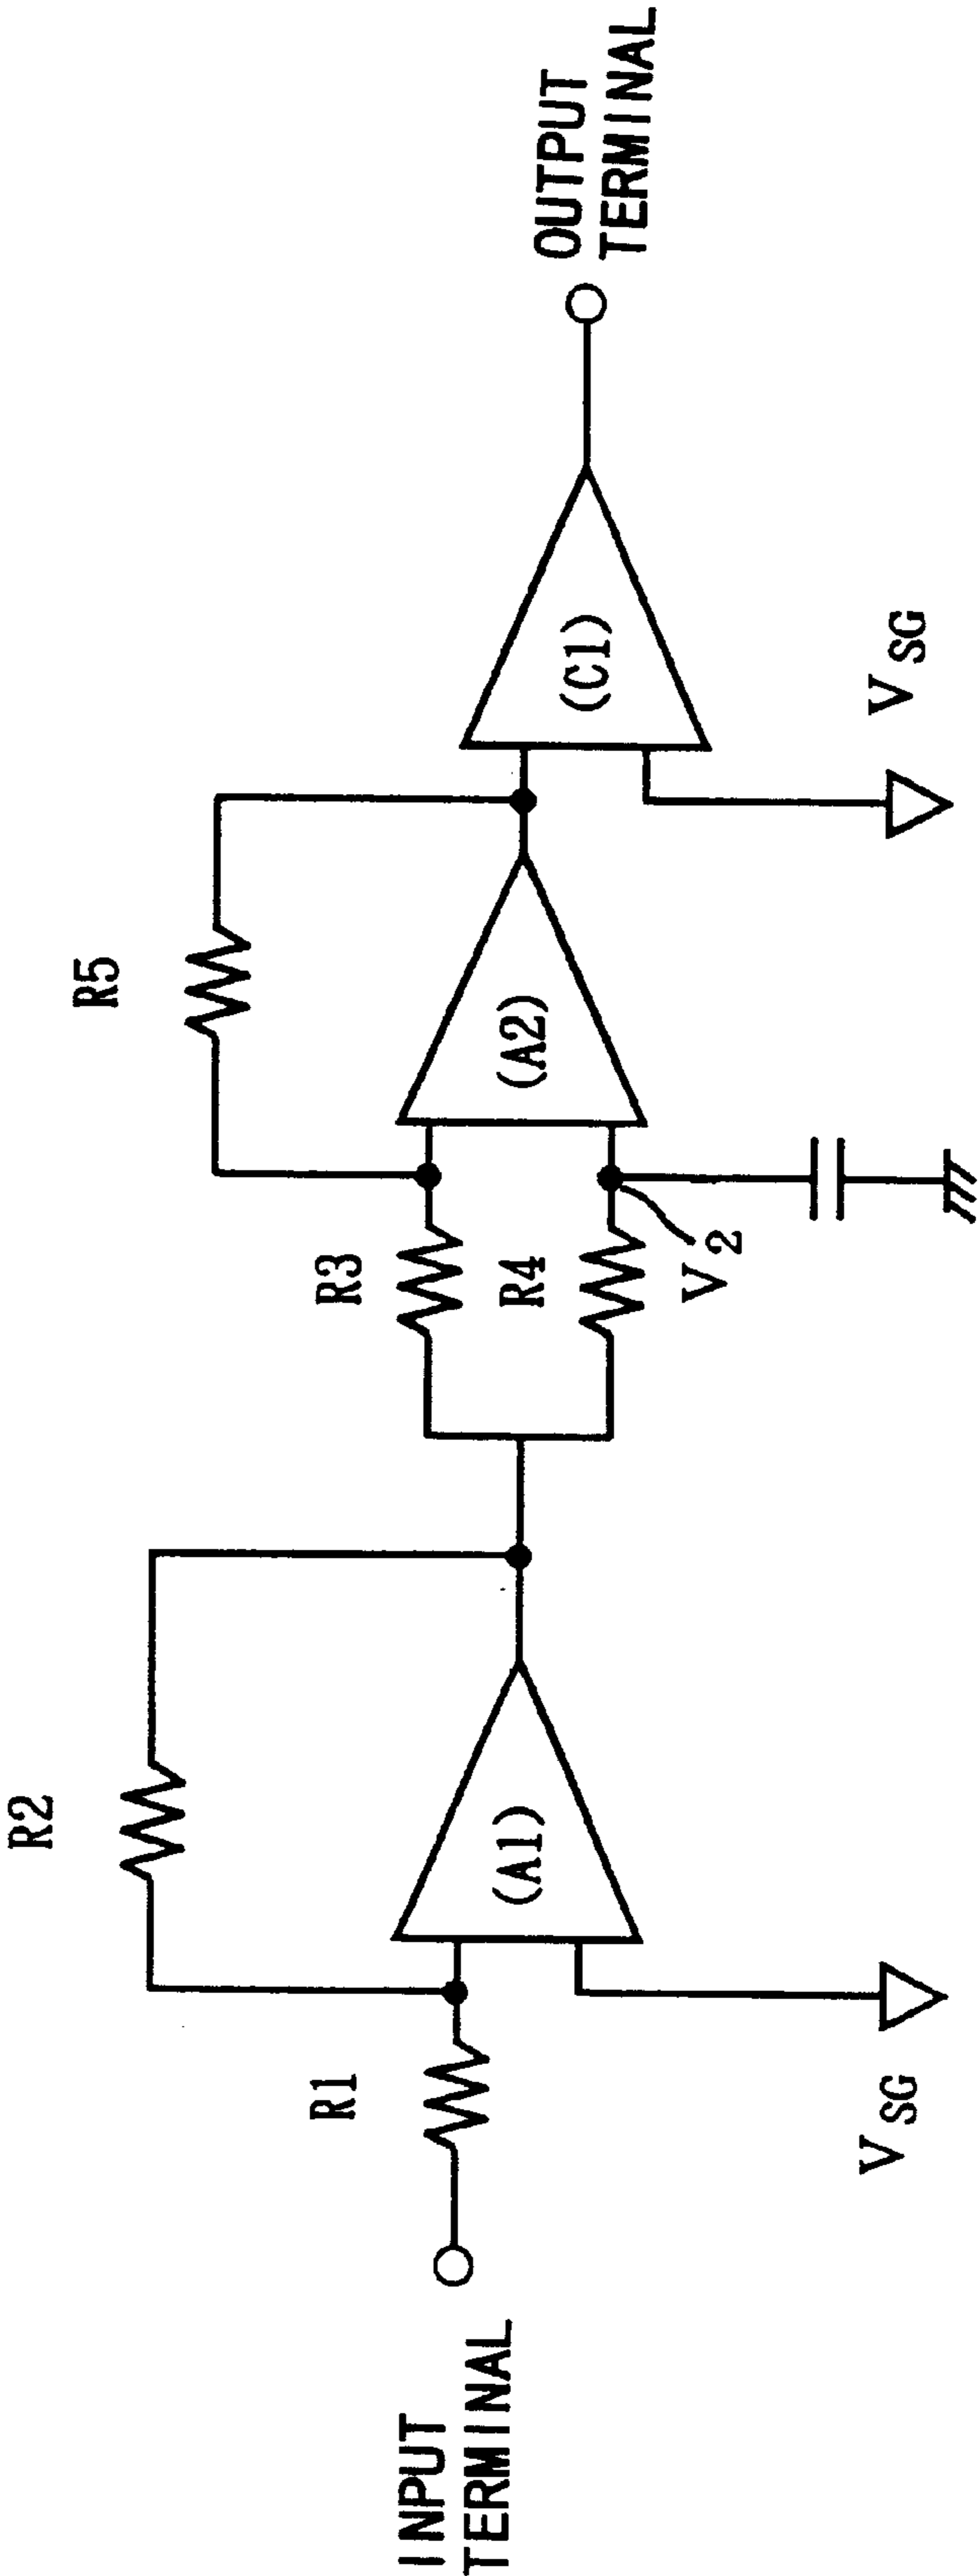 INPUT
TERMINAL
R1
R2
(A1)
V SG
R3
R4
V 2
R5
(A2)
(C1)
V SG
OUTPUT
TERMINAL